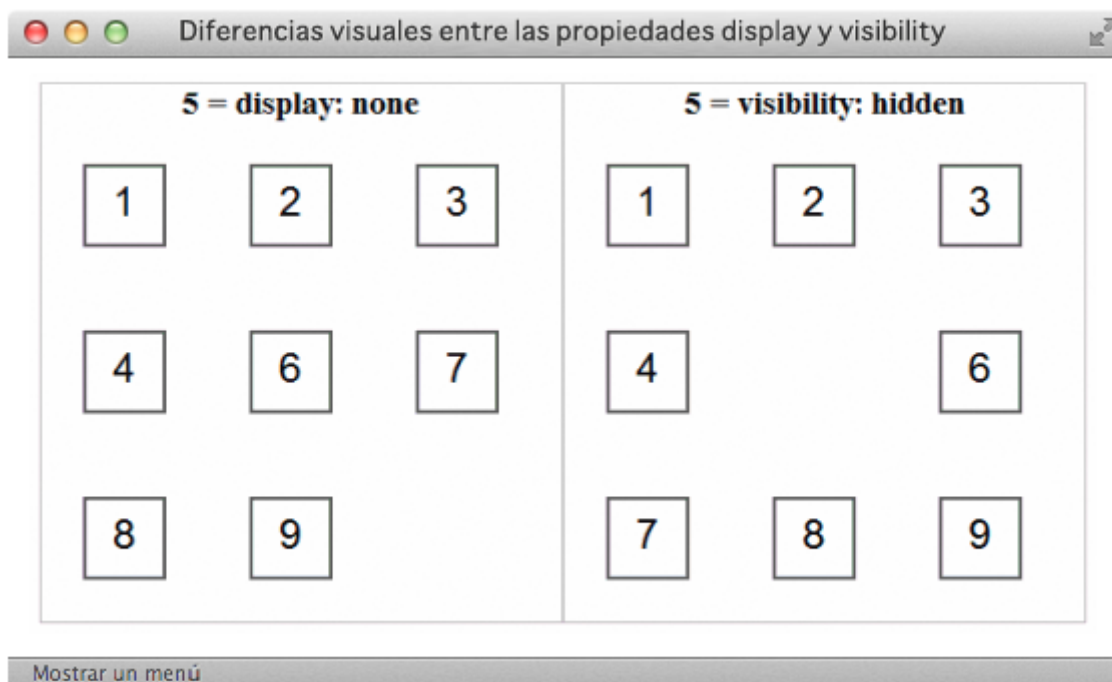 Diferencias visuales entre las propiedades display y visibility
5 = display: none
1 2 3
4 6 7
8 9
5 = visibility: hidden
1 2 3
4 6
7 8 9
Mostrar un menú